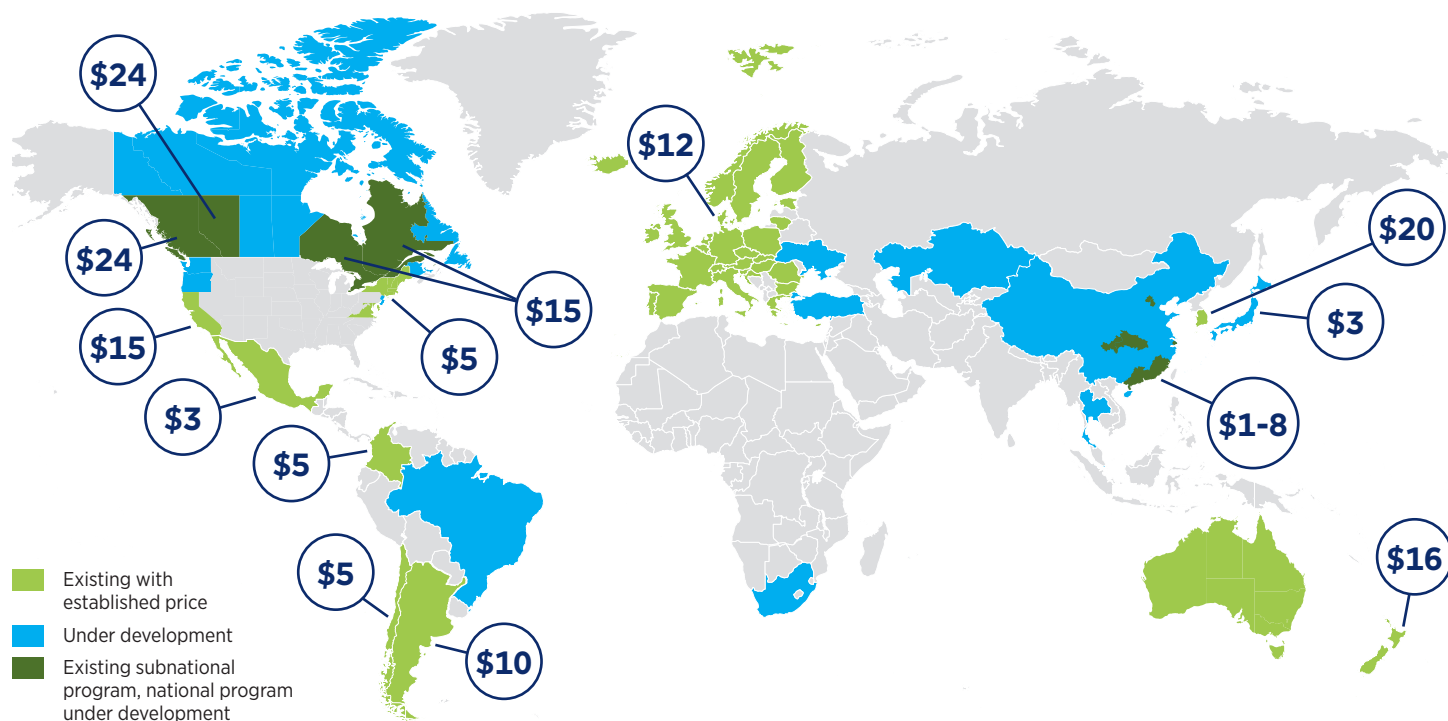 $24
$12
$20
$24
$15
$3
$15
$5
$3
$1-8
$5
$16
$5
$10
Existing with
established price
Under development
Existing subnational
program, national program
under development